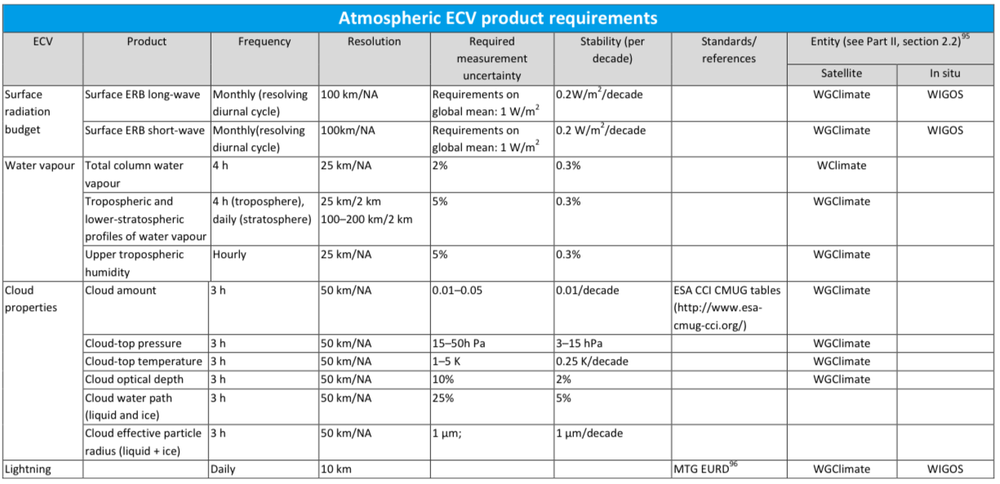 Atmospheric ECV product requirements
ECV Product Frequency Resolution Required Stability (per Standards/ Entity (see Part II, section 2.2)95
measurement decade) references
uncertainty Satellite In situ
Surface Surface ERB long-wave Monthly (resolving 100 km/NA Requirements on 0.2W/m2/decade WGClimate WIGOS
radiation diurnal cycle) global mean: 1 W/m2
budget Surface ERB short-wave Monthly(resolving 100km/NA Requirements on 0.2 W/m2/decade WGClimate WIGOS
diurnal cycle) global mean: 1 W/m2
Water vapour Total column water 4 h 25 km/NA 2% 0.3% WClimate
vapour
Tropospheric and 4 h (troposphere), 25 km/2 km 5% 0.3% WGClimate
lower-stratospheric daily (stratosphere) 100–200 km/2 km
profiles of water vapour
Upper tropospheric Hourly 25 km/NA 5% 0.3% WGClimate
humidity
Cloud Cloud amount 3 h 50 km/NA 0.01–0.05 0.01/decade ESA CCI CMUG tables WGClimate
properties (http://www.esa-
cmug-cci.org/)
Cloud-top pressure 3 h 50 km/NA 15–50h Pa 3–15 hPa WGClimate
Cloud-top temperature 3 h 50 km/NA 1–5 K 0.25 K/decade WGClimate
Cloud optical depth 3 h 50 km/NA 10% 2% WGClimate
Cloud water path 3 h 50 km/NA 25% 5%
(liquid and ice)
Cloud effective particle 3 h 50 km/NA 1 μm; 1 μm/decade
radius (liquid + ice)
Lightning Daily 10 km MTG EURD96 WGClimate WIGOS